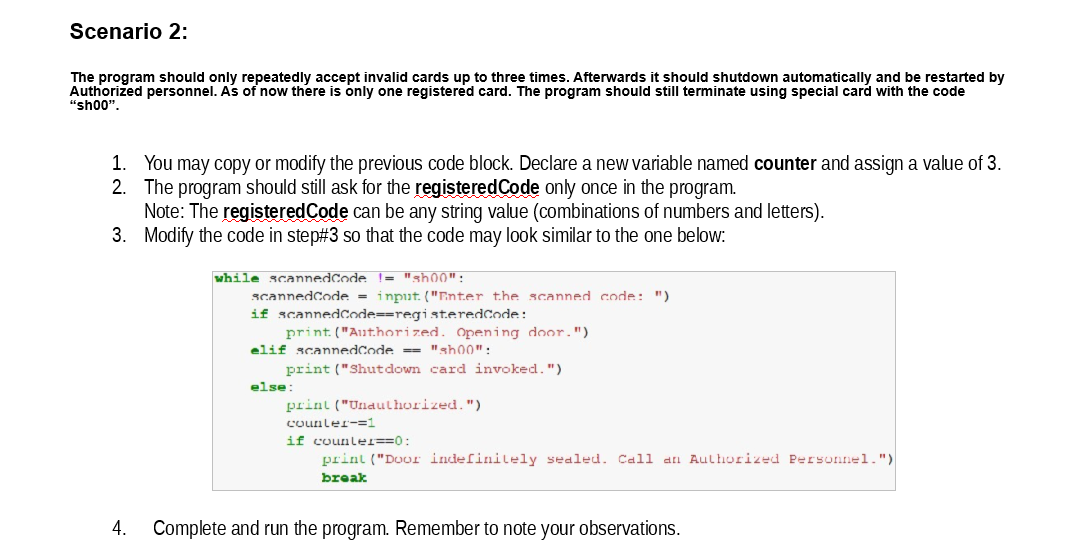 Scenario 2:
The program should only repeatedly accept invalid cards up to three times. Afterwards it should shutdown automatically and be restarted by
Authorized personnel. As of now there is only one registered card. The program should still terminate using special card with the code
“sh00”.
1. You may copy or modify the previous code block. Declare a new variable named counter and assign a value of 3.
2. The program should still ask for the registeredCode only once in the program.
Note: The registeredCode can be any string value (combinations of numbers and letters).
3. Modify the code in step#3 so that the code may look similar to the one below:
while scannedCode != "sh00":
    scannedCode = input("Enter the scanned code: ")
    if scannedCode==registeredCode:
        print("Authorized. Opening door.")
    elif scannedCode == "sh00":
        print("Shutdown card invoked.")
    else:
        print("Unauthorized.")
        counter-=1
        if counter==0:
            print("Door indefinitely sealed. Call an Authorized Personnel.")
            break
4. Complete and run the program. Remember to note your observations.